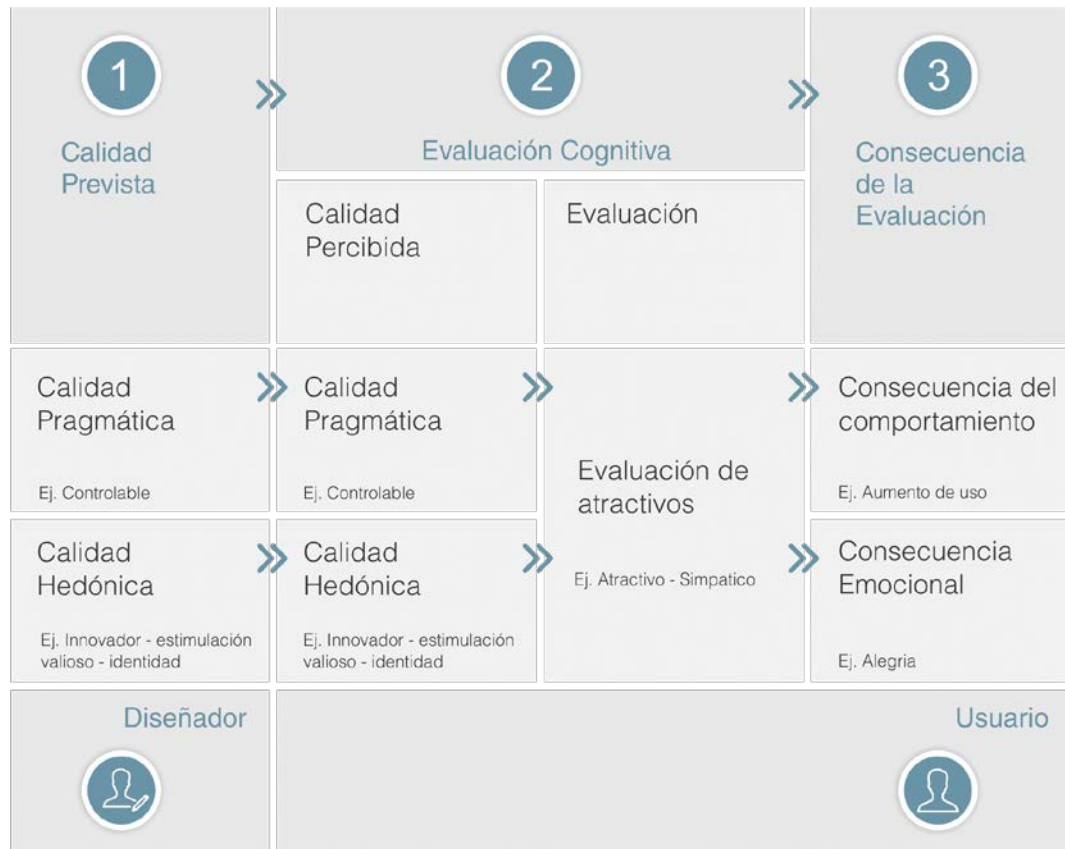 1
Calidad
Prevista
2
Evaluación Cognitiva
3
Consecuencia
de la
Evaluación
Calidad
Percibida
Evaluación
Calidad
Pragmática
Ej. Controlable
Calidad
Pragmática
Ej. Controlable
Evaluación de
atractivos
Ej. Atractivo - Simpatico
Consecuencia del
comportamiento
Ej. Aumento de uso
Calidad
Hedónica
Ej. Innovador - estimulación
valioso - identidad
Calidad
Hedónica
Ej. Innovador - estimulación
valioso - identidad
Consecuencia
Emocional
Ej. Alegria
Diseñador
Usuario